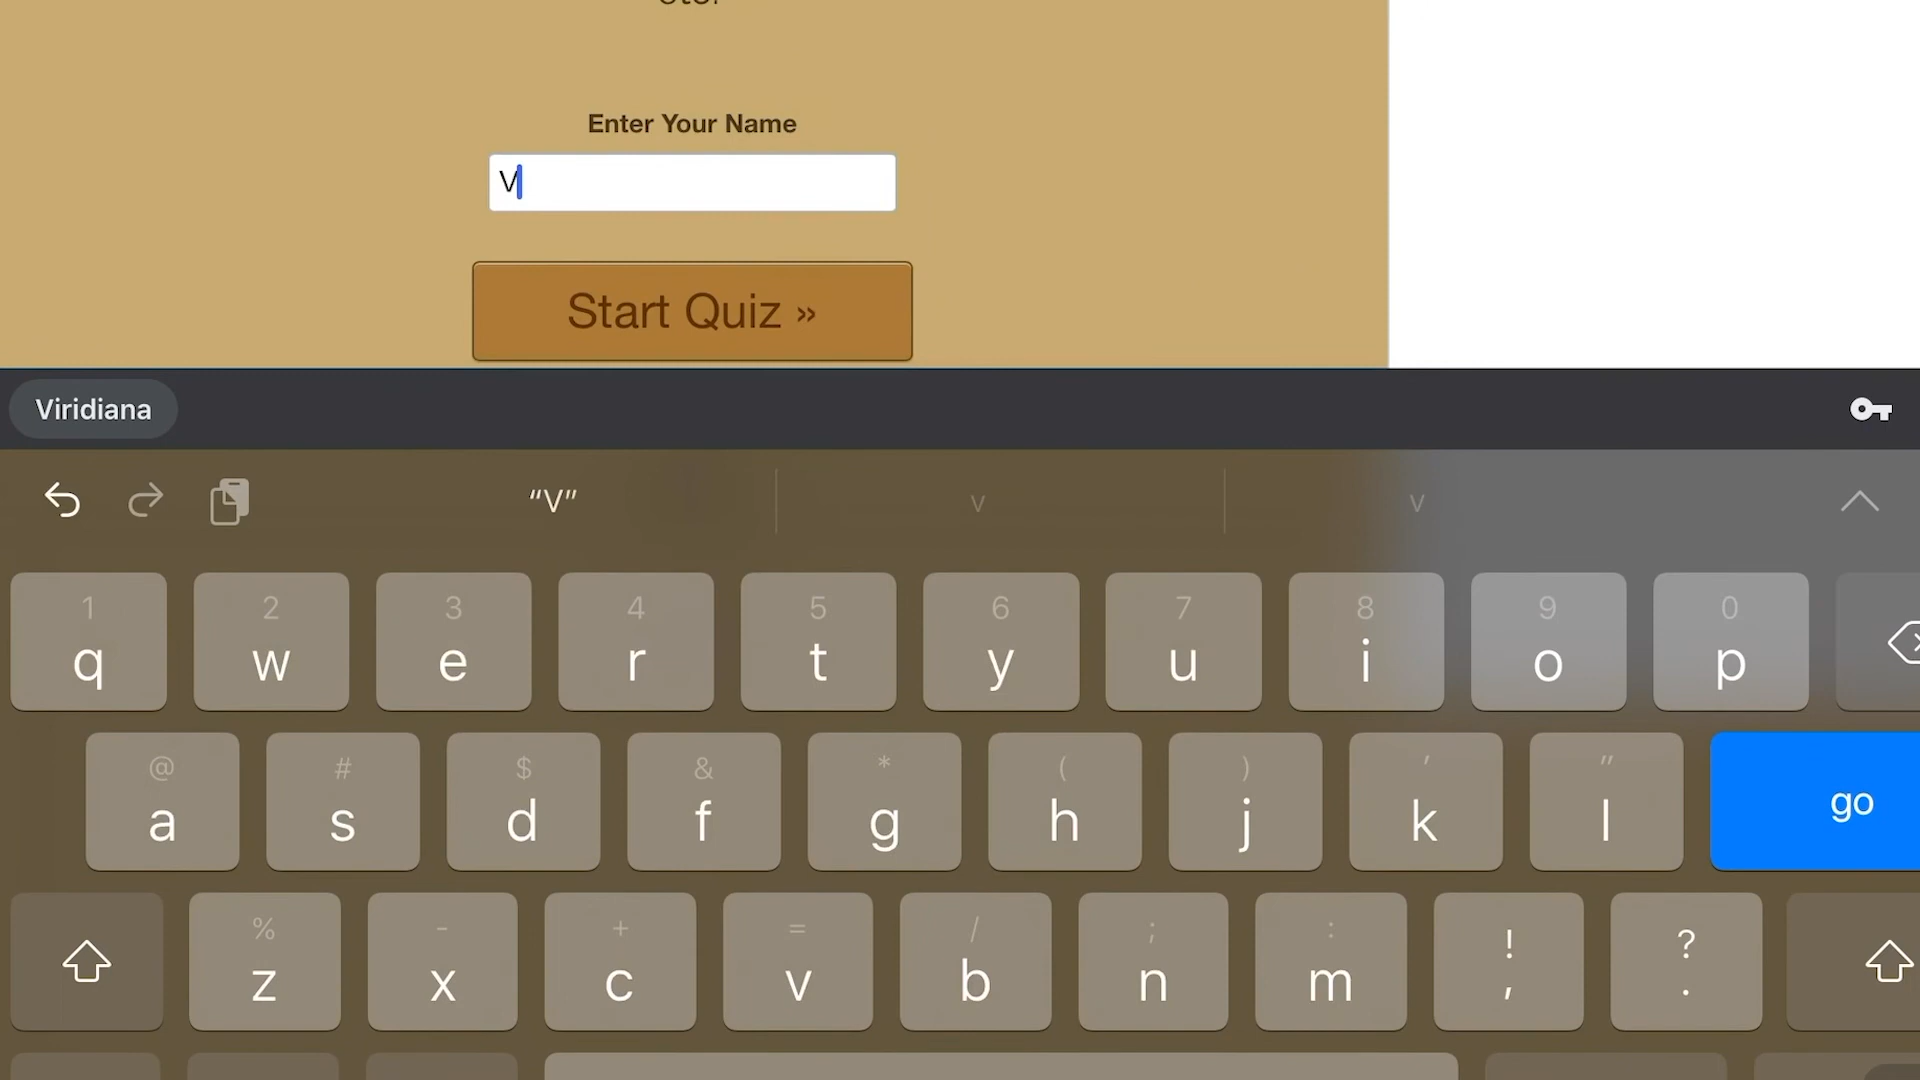 Enter Your Name
V
Start Quiz »
Viridiana
“V” v v
1 2 3 4 5 6 7 8 9 0
q w e r t y u i o p
@ # $ & * ( ) ' "
a s d f g h j k l go
% - + = / ; : ! ?
z x c v b n m , .